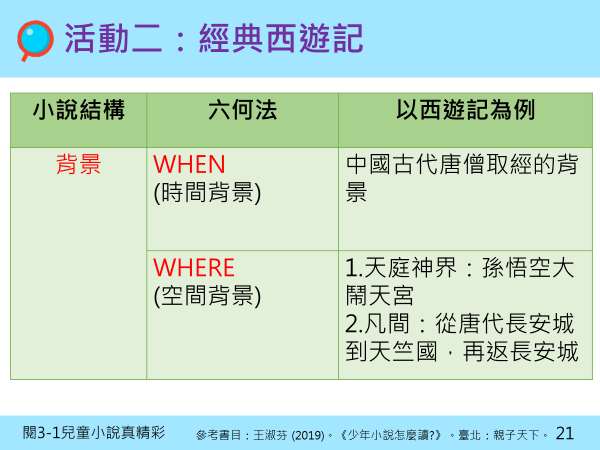 活動二：經典西遊記
小說結構
六何法
以西遊記為例
背景
WHEN
(時間背景)
中國古代唐僧取經的背
景
WHERE
(空間背景)
1.天庭神界：孫悟空大
鬧天宮
2.凡間：從唐代長安城
到天竺國，再返長安城
閱3-1兒童小說真精彩
參考書目：王淑芬 (2019)。《少年小說怎麼讀?》。臺北：親子天下。
21